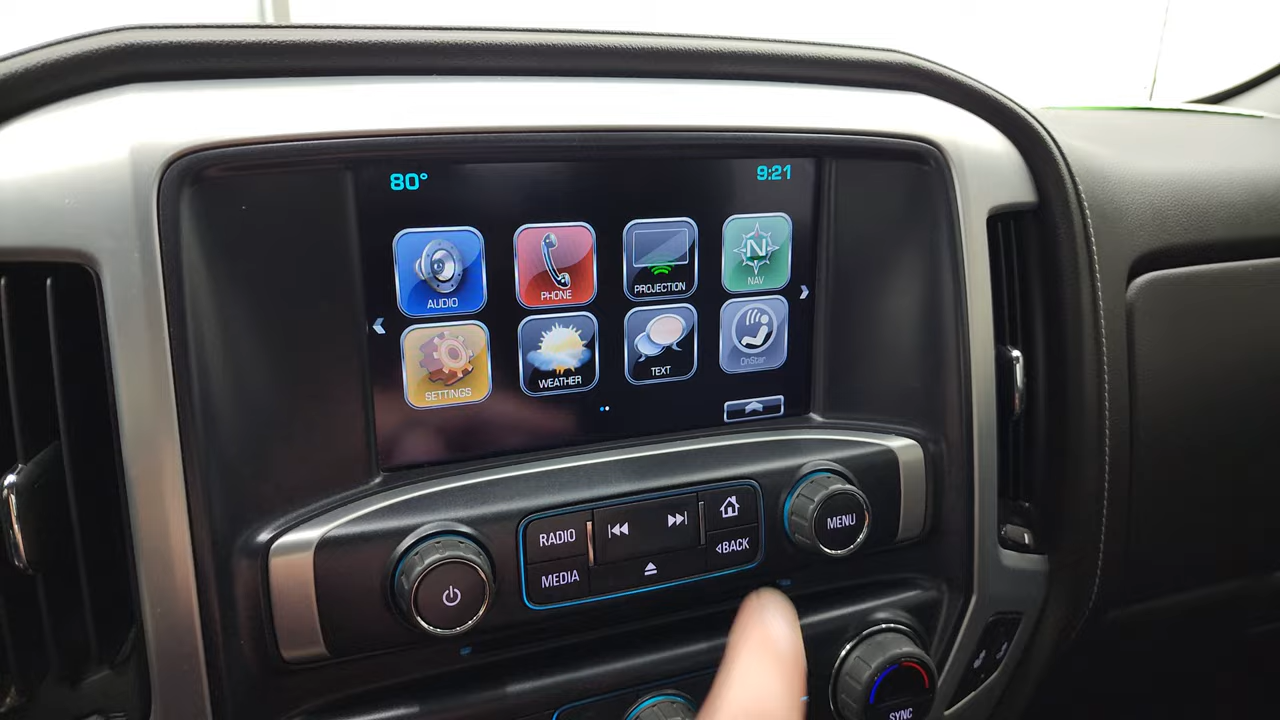 80°
9:21
AUDIO
PHONE
PROJECTION
N
NAV
SETTINGS
WEATHER
TEXT
OnStar
RADIO
MEDIA
BACK
MENU
SYNC